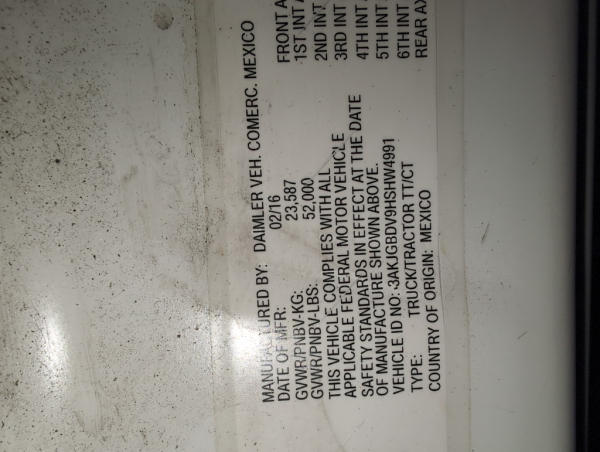 MANUFACTURED BY: DAIMLER VEH. COMERC. MEXICO
DATE OF MFR: 02/16
GVWR/PNBV-KG: 23,587
GVWR/PNBV-LBS: 52,000
THIS VEHICLE COMPLIES WITH ALL
APPLICABLE FEDERAL MOTOR VEHICLE
SAFETY STANDARDS IN EFFECT AT THE DATE
OF MANUFACTURE SHOWN ABOVE.
VEHICLE ID NO: 3AKJGBDV9HSHW4991
TYPE: TRUCK/TRACTOR TT/CT
COUNTRY OF ORIGIN: MEXICO
FRONT A
1ST INT A
2ND INT
3RD INT
4TH INT
5TH INT
6TH INT
REAR AX